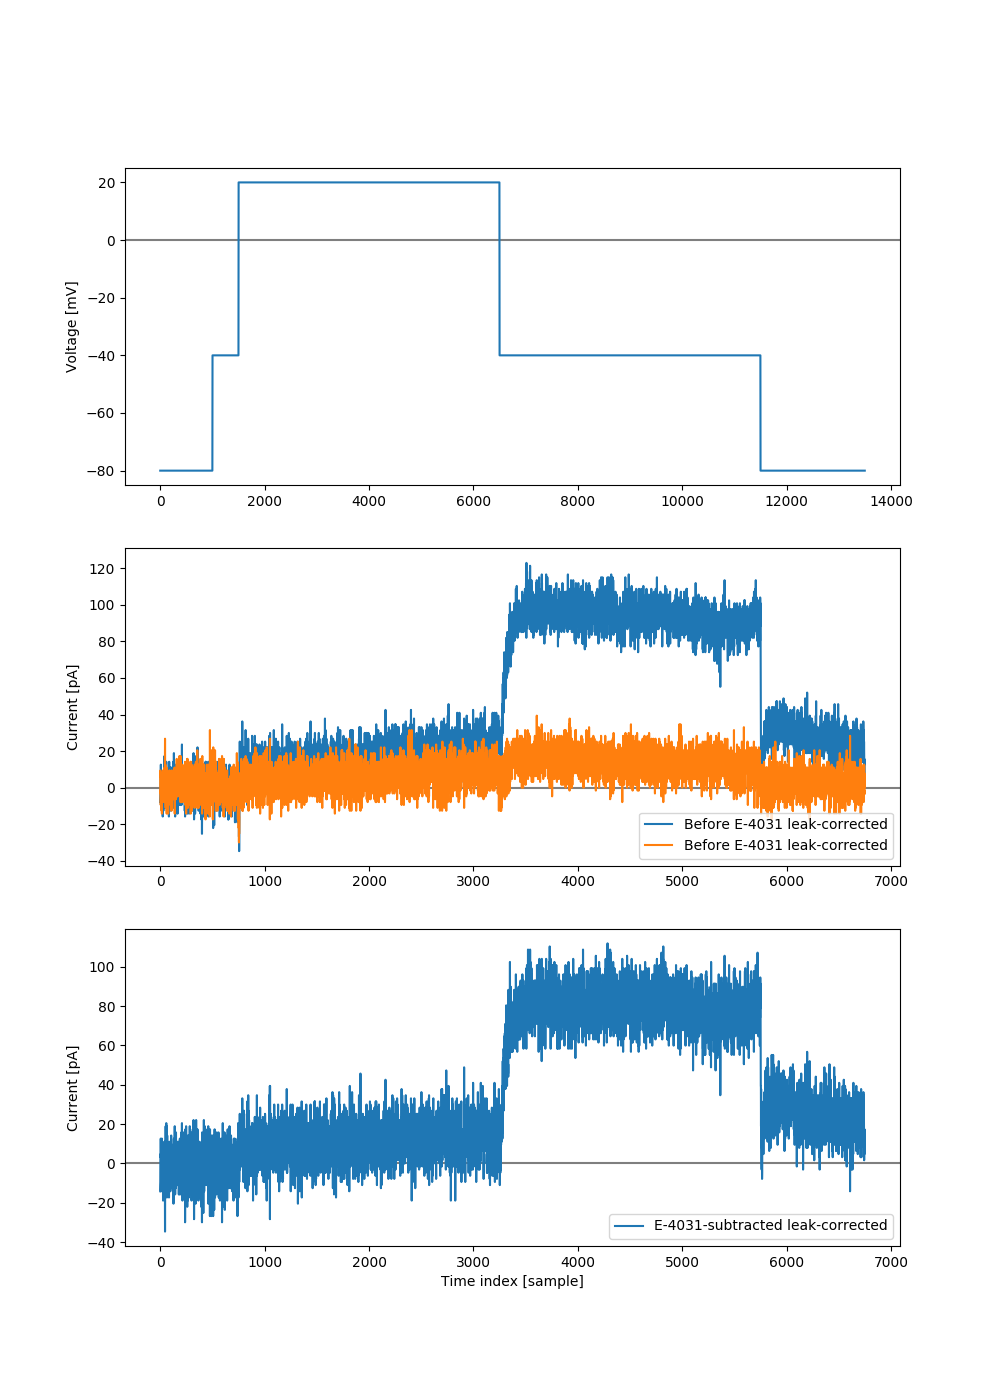 20
0
−20
−40
−60
−80
Voltage [mV]
0 2000 4000 6000 8000 10000 12000 14000
120
100
80
60
40
20
0
−20
−40
Current [pA]
Before E-4031 leak-corrected
Before E-4031 leak-corrected
0 1000 2000 3000 4000 5000 6000 7000
100
80
60
40
20
0
−20
−40
Current [pA]
E-4031-subtracted leak-corrected
0 1000 2000 3000 4000 5000 6000 7000
Time index [sample]